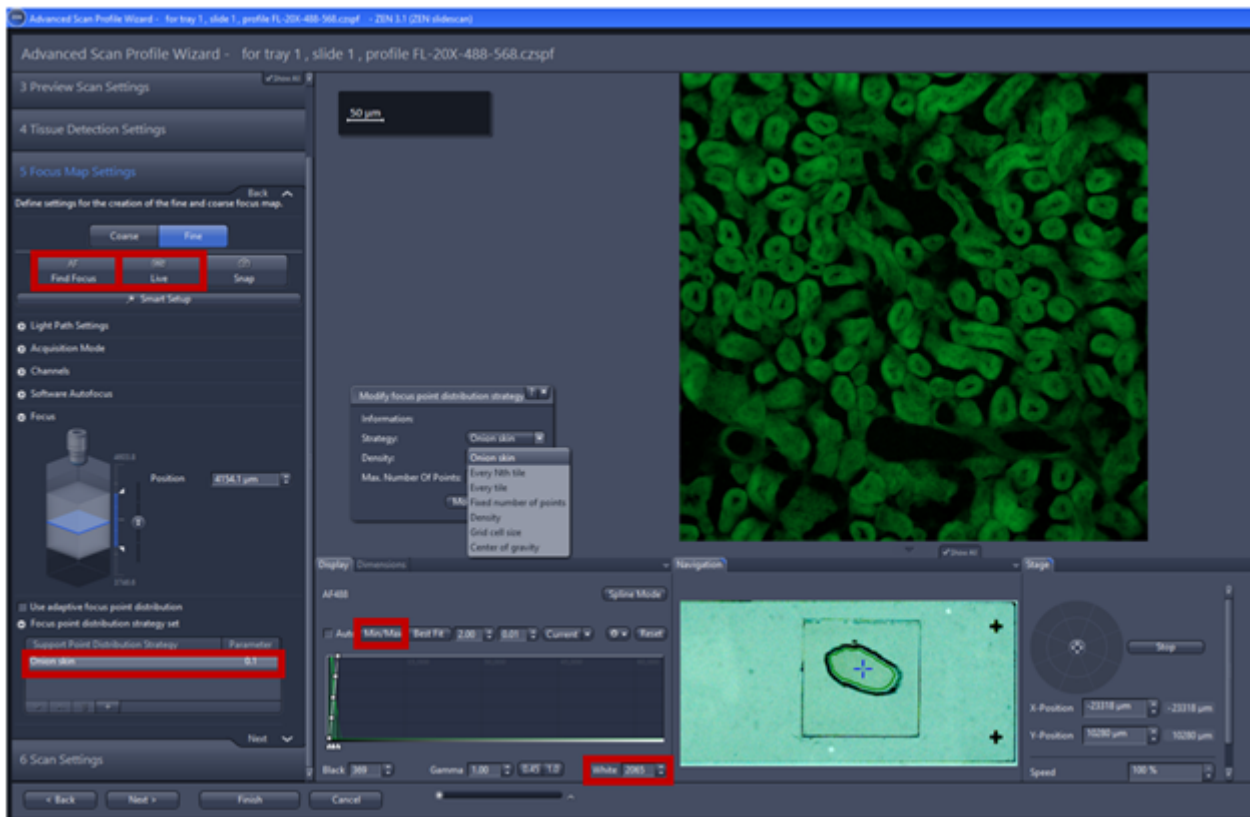 Advanced Scan Profile Wizard - for tray 1, slide 1, profile FL-20X-488-568.czspf - ZEN 3.1 (ZEN slidescan)
Advanced Scan Profile Wizard - for tray 1, slide 1, profile FL-20X-488-568.czspf
Show All
3 Preview Scan Settings
4 Tissue Detection Settings
5 Focus Map Settings
Back
Define settings for the creation of the fine and coarse focus map.
Coarse Fine
AF
Find Focus Live Snap
Smart Setup
Light Path Settings
Acquisition Mode
Channels
Software Autofocus
Focus
Position 4154.1 µm
Use adaptive focus point distribution
Focus point distribution strategy set
Support Point Distribution Strategy Parameter
Onion skin 0.1
Next
6 Scan Settings
< Back Next > Finish Cancel
50 µm
Modify focus point distribution strategy ? ×
Information:
Strategy: Onion skin
Density: Onion skin
Every Nth tile
Max. Number Of Points:
Every tile
Fixed number of points
Density
Grid cell size
Center of gravity
Show All
Display Dimensions
AF488 Spline Mode
Auto Min/Max Best Fit 2.00 0.01 Current Reset
Black 369 Gamma 1.00 0.45 1.0 White 2065
Navigation
Stage
Stop
X-Position -23318 µm -23318 µm
Y-Position 10280 µm 10280 µm
Speed 100 %